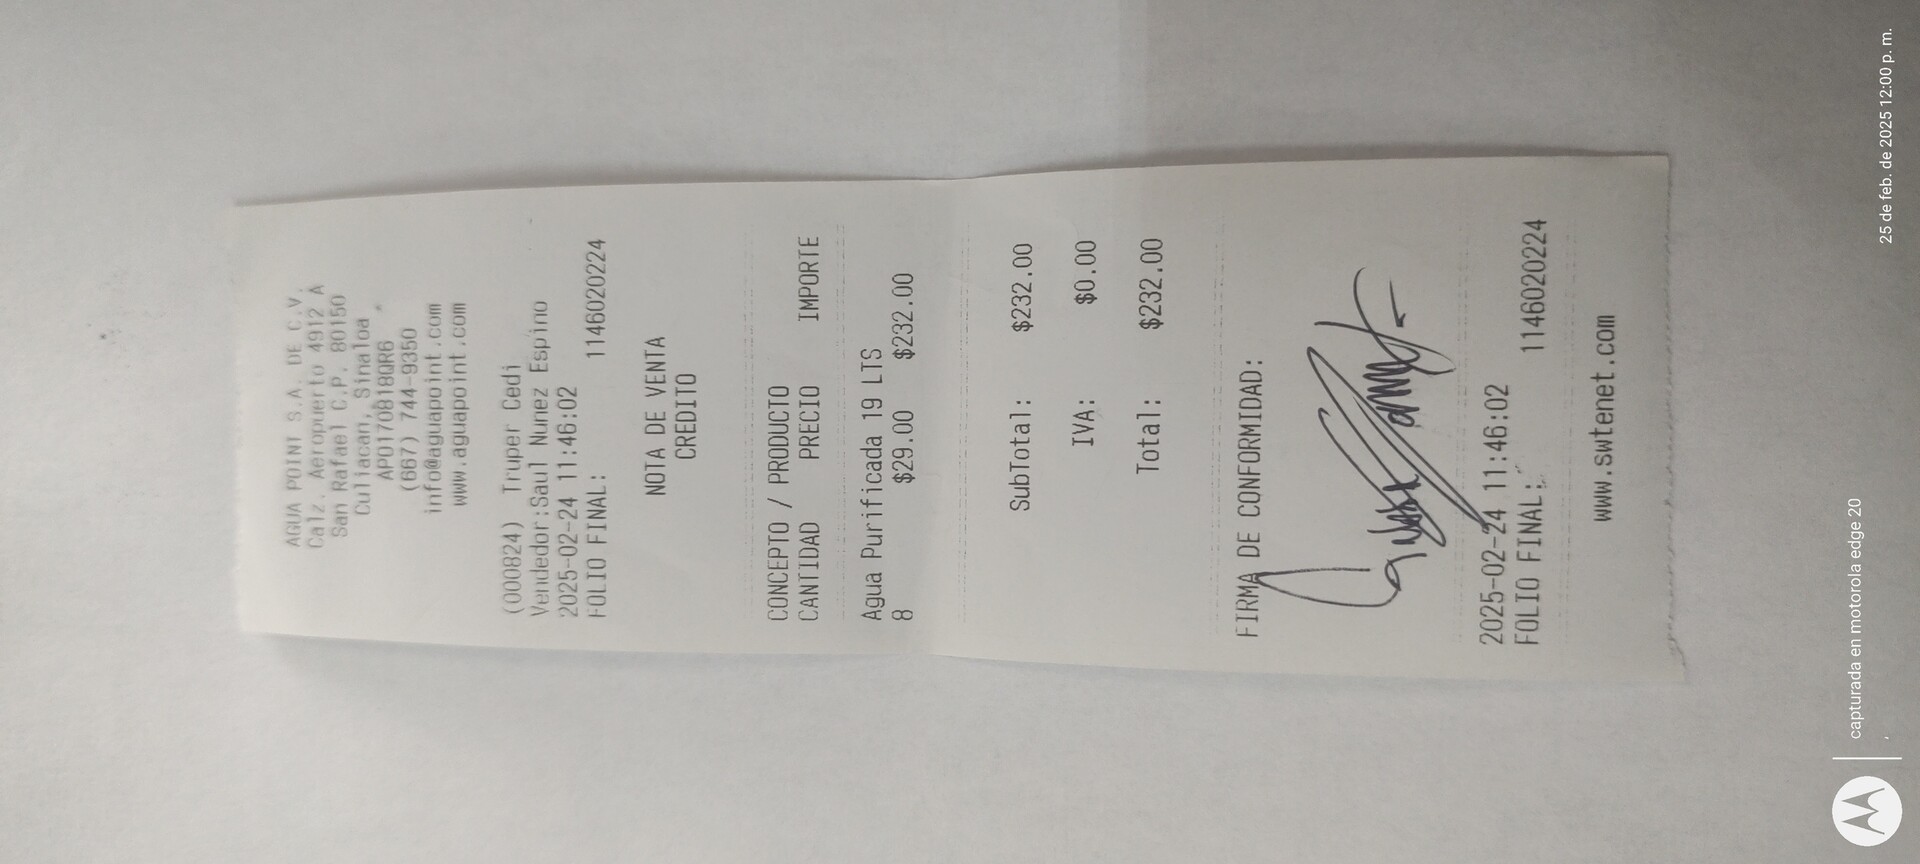 AGUA POINT S.A. DE C.V.
Calz. Aeropuerto 4912 A
San Rafael C.P. 80150
Culiacan, Sinaloa
APO170818QR6
(667) 744-9350
info@aguapoint.com
www.aguapoint.com
(000824) Truper Cedi
Vendedor:Saul Nunez Espino
2025-02-24 11:46:02
FOLIO FINAL: 1146020224
NOTA DE VENTA
CREDITO
CONCEPTO / PRODUCTO
CANTIDAD PRECIO IMPORTE
Agua Purificada 19 LTS
8 $29.00 $232.00
SubTotal: $232.00
IVA: $0.00
Total: $232.00
FIRMA DE CONFORMIDAD:
2025-02-24 11:46:02
FOLIO FINAL: 1146020224
www.swtenet.com
capturada en motorola edge 20
25 de feb. de 2025 12:00 p. m.